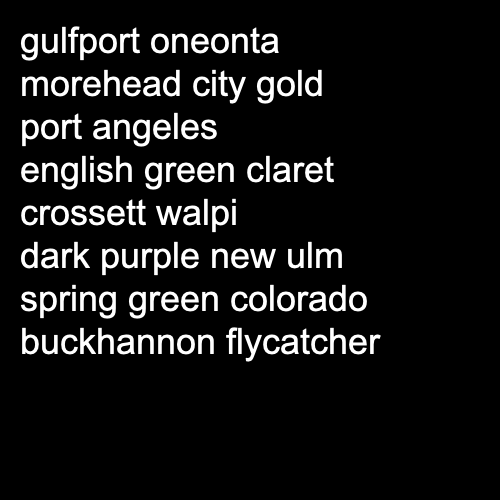 gulfport oneonta
morehead city gold
port angeles
english green claret
crossett walpi
dark purple new ulm
spring green colorado
buckhannon flycatcher